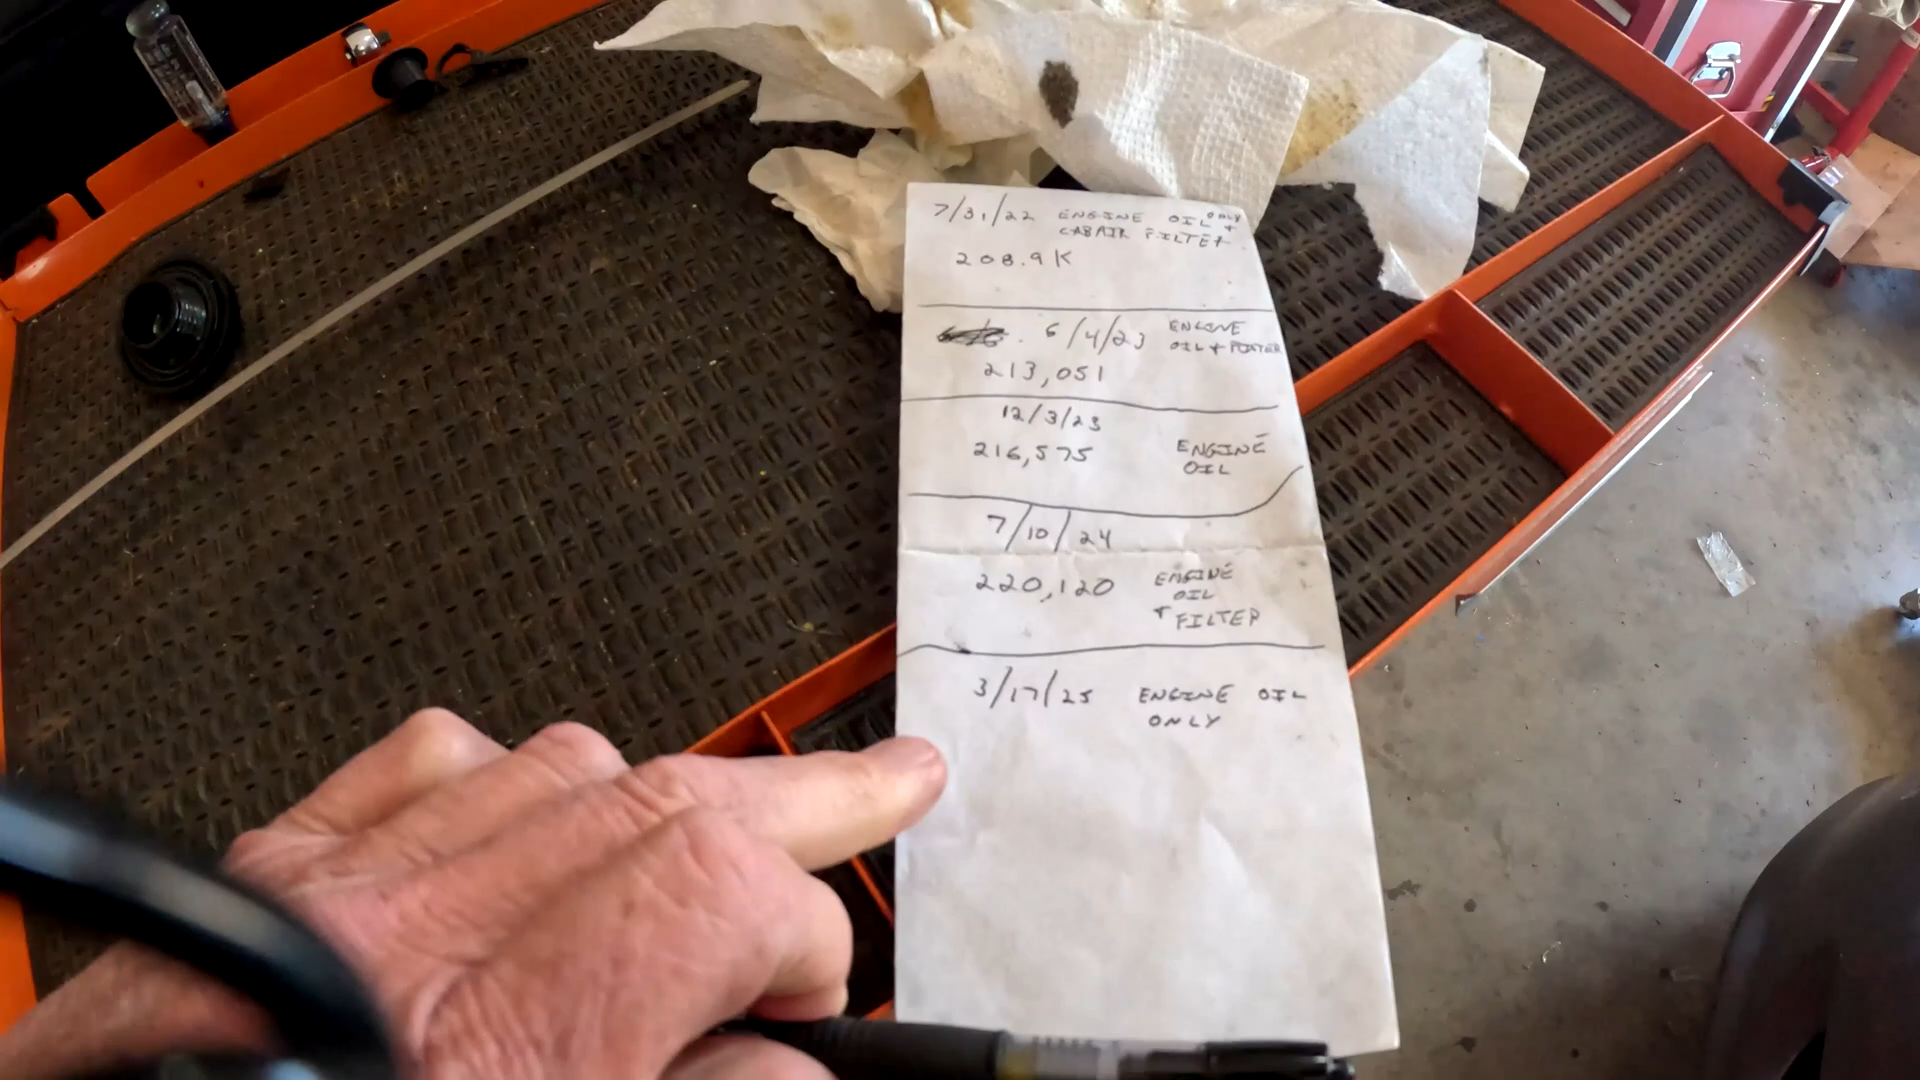 7/31/22 ENGINE OIL ONLY +
CABAIR FILTER
208.9K
6/4/23 ENGINE
OIL +
213,051
12/3/23
216,575 ENGINE
OIL
7/10/24
220,120 ENGINE
OIL
+ FILTER
3/17/25 ENGINE OIL
ONLY